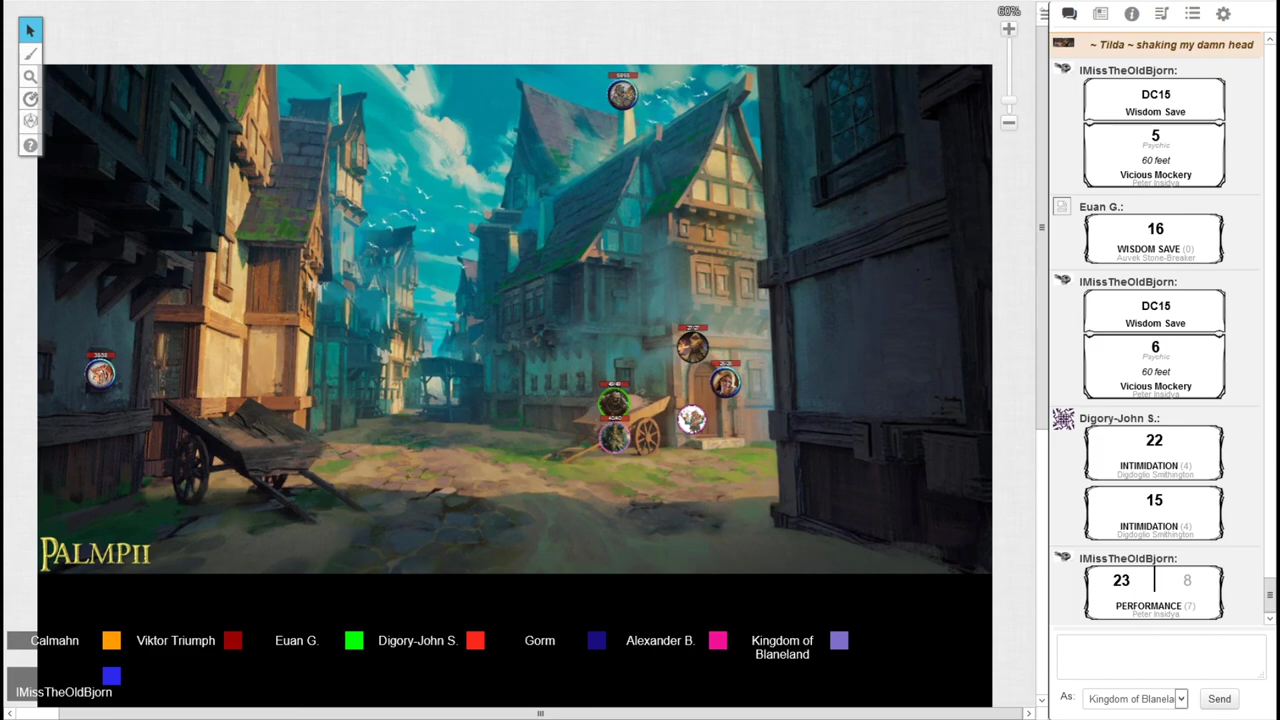 60%
~ Tilda ~ shaking my damn head
IMissTheOldBjorn:
DC15
Wisdom Save
5
Psychic
60 feet
Vicious Mockery
Peter Insidya
Euan G.:
16
WISDOM SAVE (0)
Auvek Stone-Breaker
IMissTheOldBjorn:
DC15
Wisdom Save
6
Psychic
60 feet
Vicious Mockery
Peter Insidya
Digory-John S.:
22
INTIMIDATION (4)
Digdoglio Smithington
15
INTIMIDATION (4)
Digdoglio Smithington
IMissTheOldBjorn:
23 8
PERFORMANCE (7)
Peter Insidya
As: Kingdom of Blanela
Send
PALMPII
Calmahn
Viktor Triumph
Euan G.
Digory-John S.
Gorm
Alexander B.
Kingdom of
Blaneland
IMissTheOldBjorn